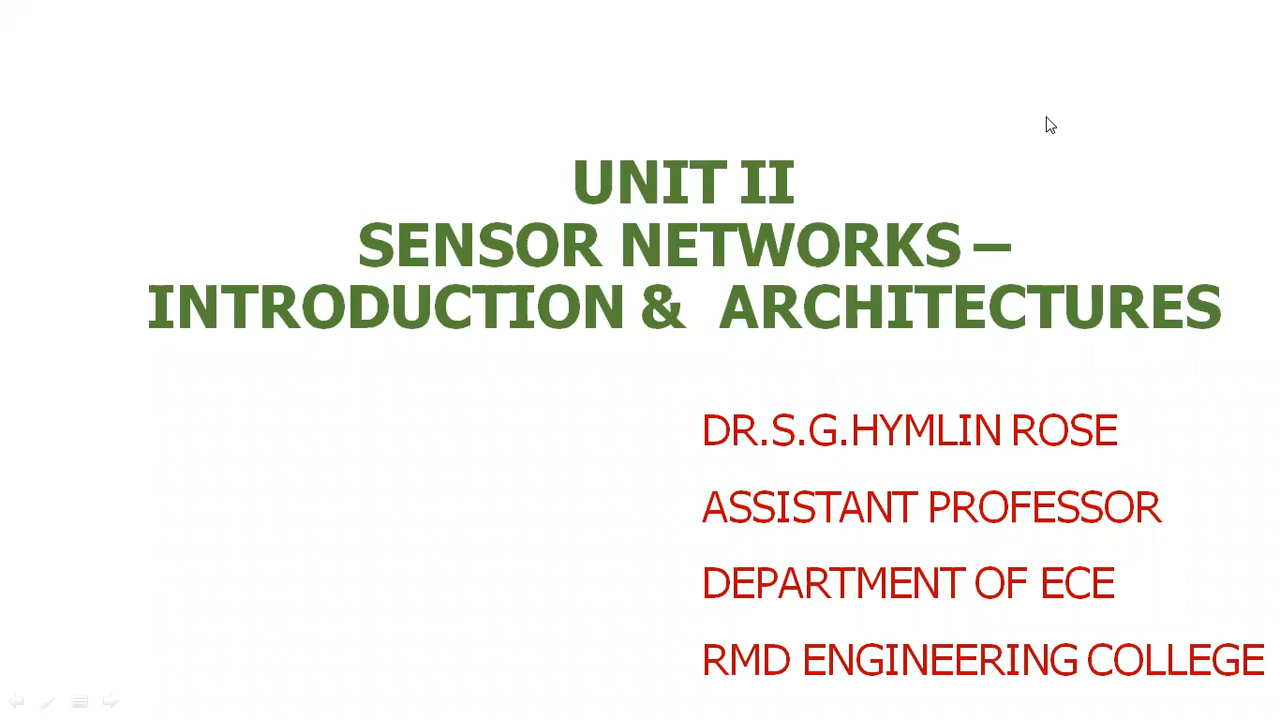 UNIT II
SENSOR NETWORKS –
INTRODUCTION & ARCHITECTURES
DR.S.G.HYMLIN ROSE
ASSISTANT PROFESSOR
DEPARTMENT OF ECE
RMD ENGINEERING COLLEGE